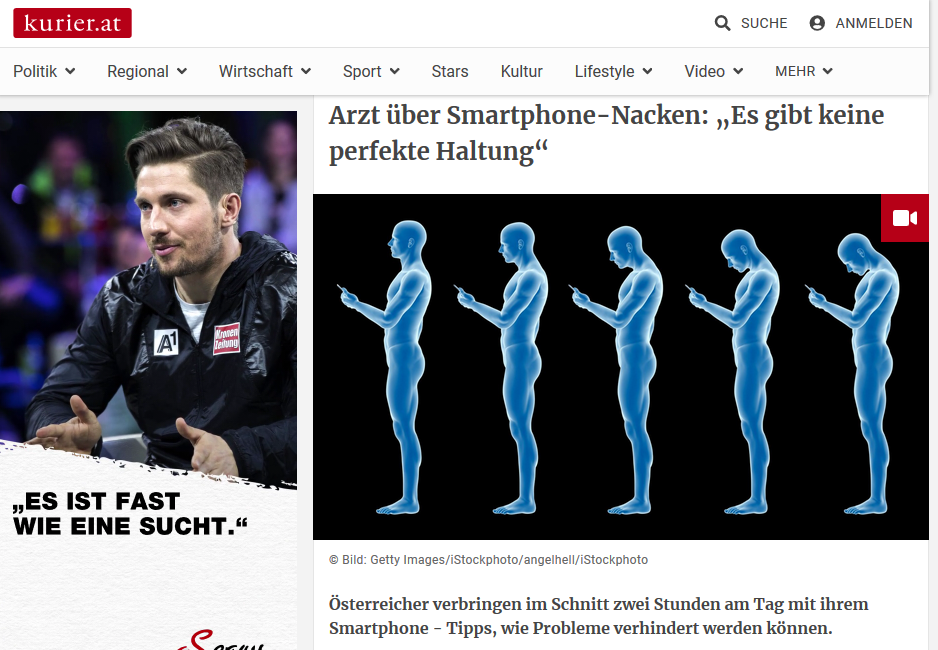 kurier.at
SUCHE
ANMELDEN
Politik
Regional
Wirtschaft
Sport
Stars
Kultur
Lifestyle
Video
MEHR
Arzt über Smartphone-Nacken: „Es gibt keine
perfekte Haltung“
A1
Kronen
Zeitung
„ES IST FAST
WIE EINE SUCHT.“
© Bild: Getty Images/iStockphoto/angelhell/iStockphoto
Österreicher verbringen im Schnitt zwei Stunden am Tag mit ihrem
Smartphone - Tipps, wie Probleme verhindert werden können.